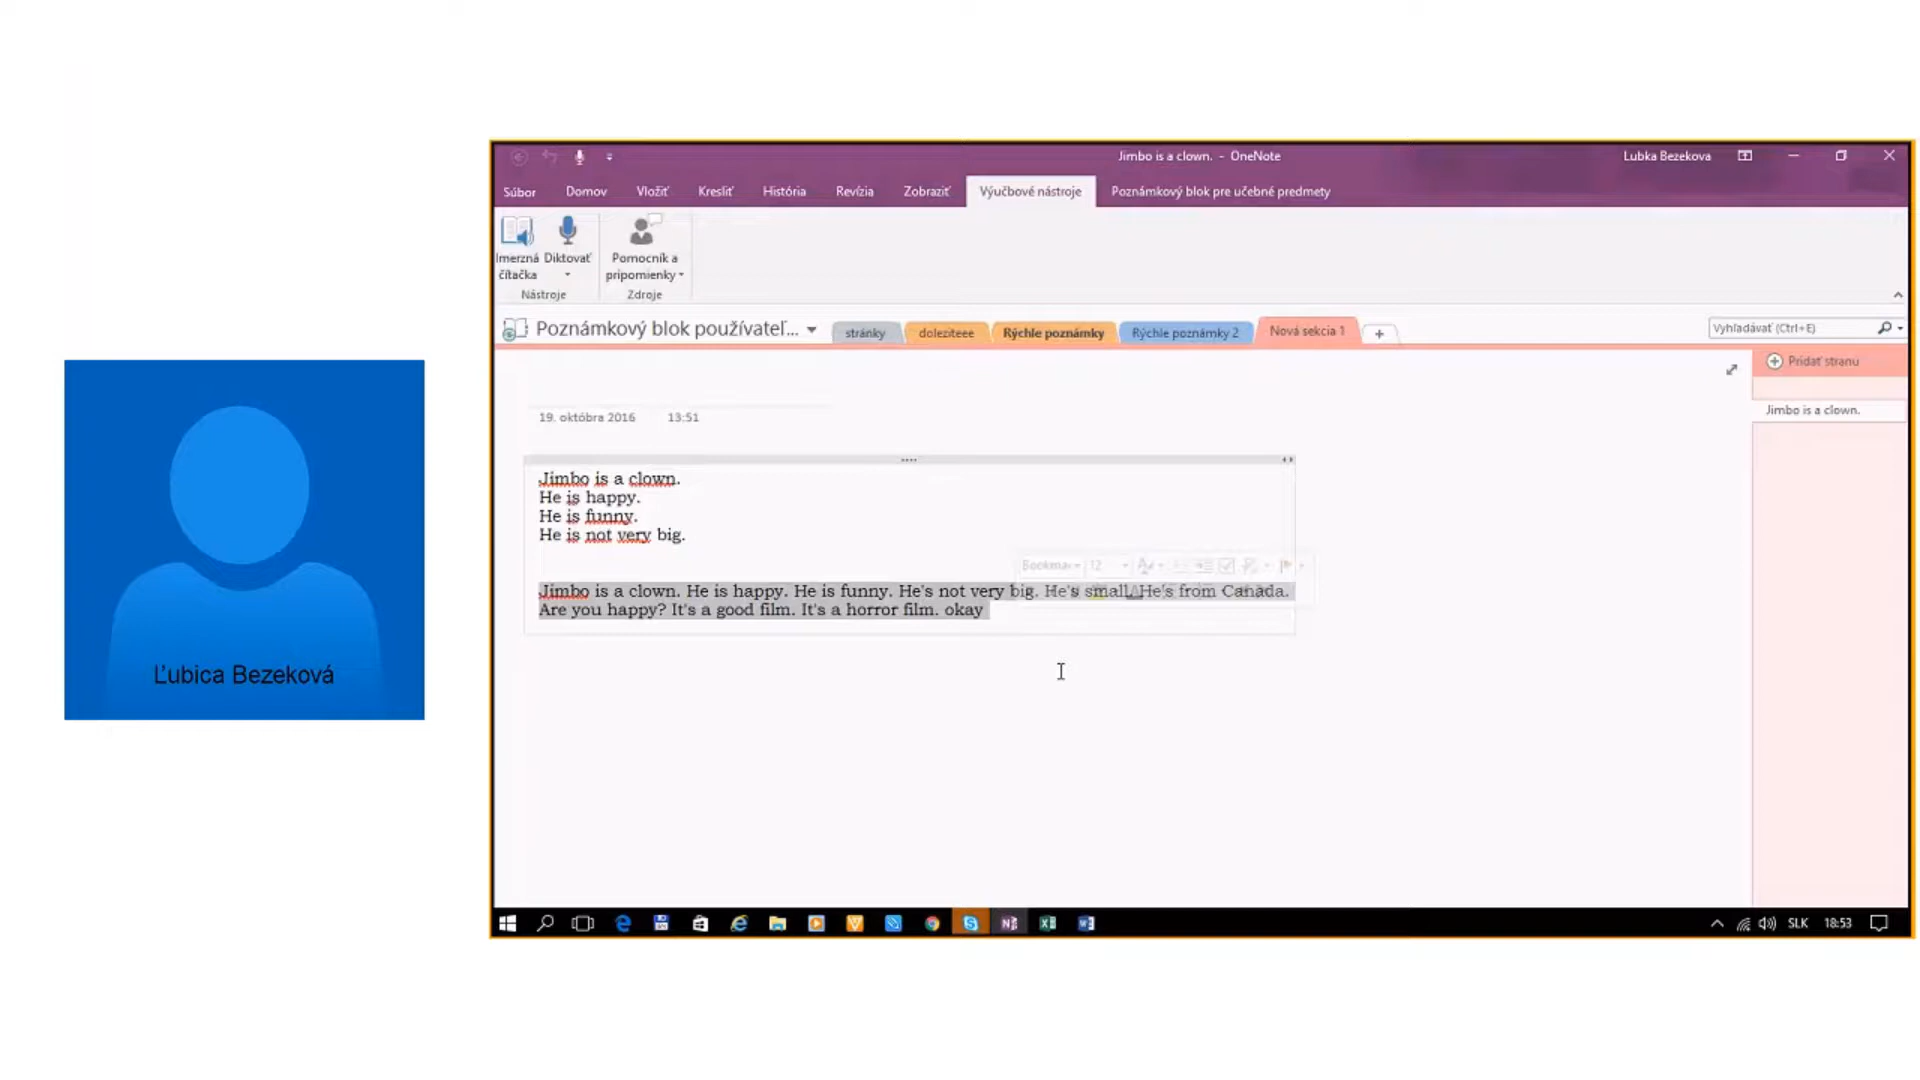 Jimbo is a clown. - OneNote
Lubka Bezekova
Súbor Domov Vložiť Kresliť História Revízia Zobraziť Výučbové nástroje Poznámkový blok pre učebné predmety
Imerzná čítačka
Diktovať
Pomocník a pripomienky
Nástroje
Zdroje
Poznámkový blok používateľ...
stránky
doleziteee
Rýchle poznámky
Rýchle poznámky 2
Nová sekcia 1
Vyhľadávať (Ctrl+E)
Pridať stranu
Jimbo is a clown.
19. októbra 2016 13:51
Jimbo is a clown.
He is happy.
He is funny.
He is not very big.
Bookmar 12
Jimbo is a clown. He is happy. He is funny. He's not very big. He's small. He's from Canada.
Are you happy? It's a good film. It's a horror film. okay
Ľubica Bezeková
SLK 18:53